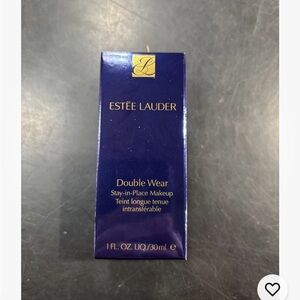 ESTĒE LAUDER
Double Wear
Stay-in-Place Makeup
Teint longue tenue
intransférable
1 FL. OZ. LIQ./30 ml ℮